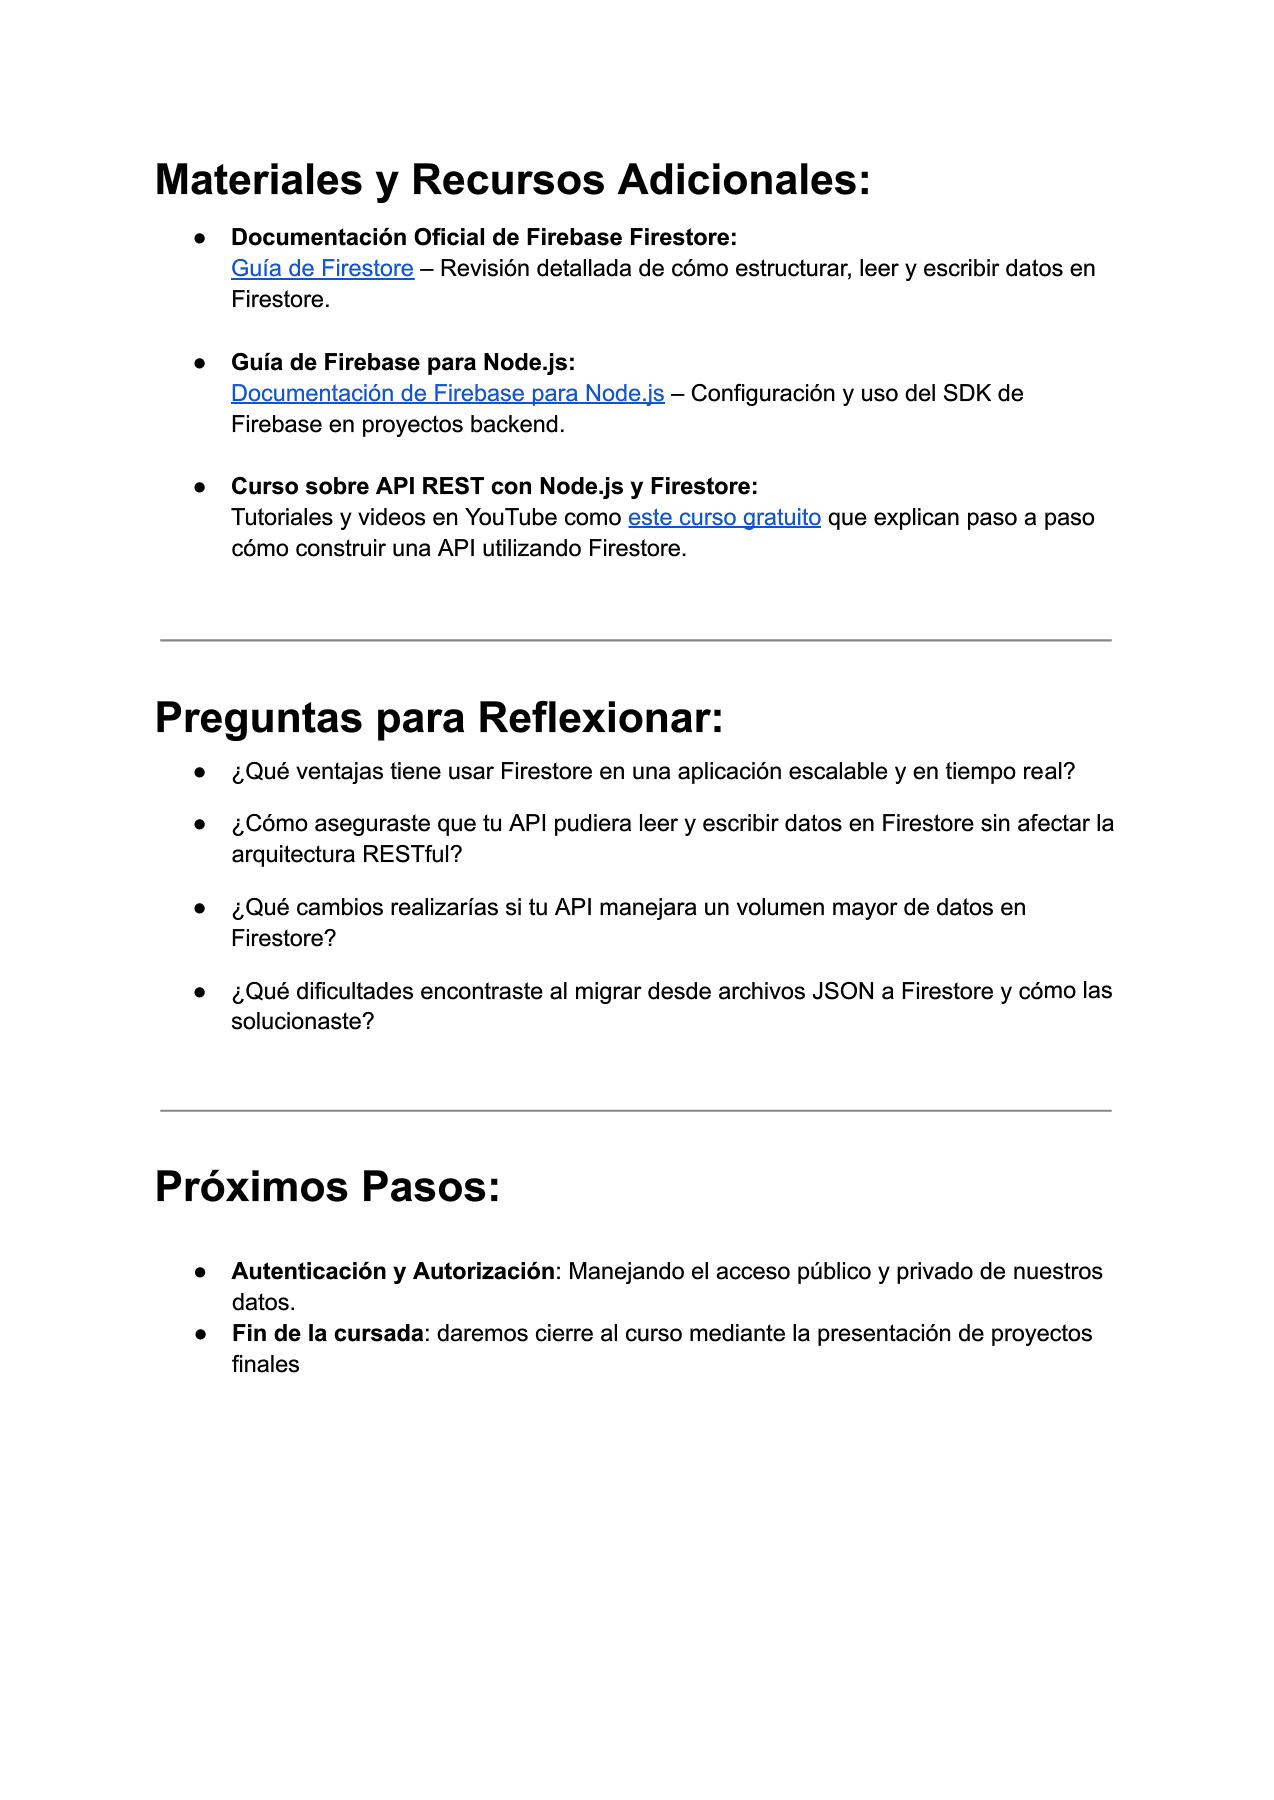 Materiales y Recursos Adicionales:
● Documentación Oficial de Firebase Firestore:
Guía de Firestore – Revisión detallada de cómo estructurar, leer y escribir datos en
Firestore.
● Guía de Firebase para Node.js:
Documentación de Firebase para Node.js – Configuración y uso del SDK de
Firebase en proyectos backend.
● Curso sobre API REST con Node.js y Firestore:
Tutoriales y videos en YouTube como este curso gratuito que explican paso a paso
cómo construir una API utilizando Firestore.
Preguntas para Reflexionar:
● ¿Qué ventajas tiene usar Firestore en una aplicación escalable y en tiempo real?
● ¿Cómo aseguraste que tu API pudiera leer y escribir datos en Firestore sin afectar la
arquitectura RESTful?
● ¿Qué cambios realizarías si tu API manejara un volumen mayor de datos en
Firestore?
● ¿Qué dificultades encontraste al migrar desde archivos JSON a Firestore y cómo las
solucionaste?
Próximos Pasos:
● Autenticación y Autorización: Manejando el acceso público y privado de nuestros
datos.
● Fin de la cursada: daremos cierre al curso mediante la presentación de proyectos
finales